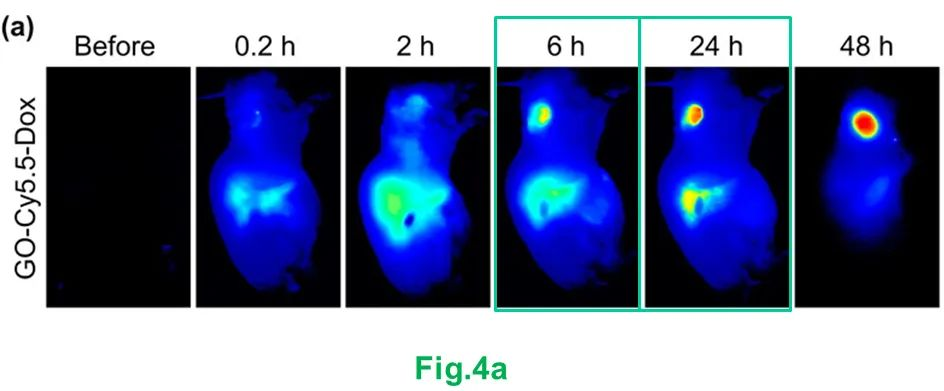 (a)
Before 0.2 h 2 h 6 h 24 h 48 h
GO-Cy5.5-Dox
Fig.4a